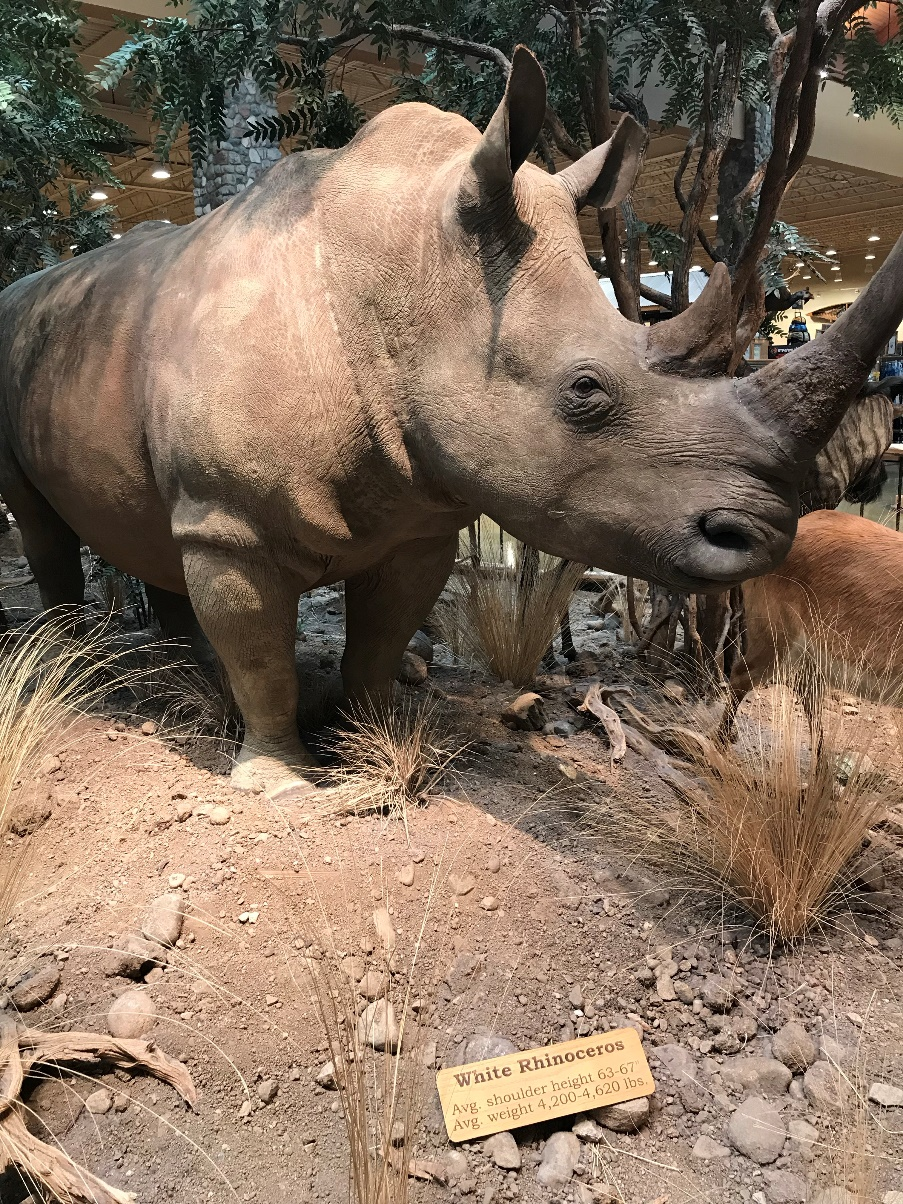 White Rhinoceros
Avg. shoulder height 63-67"
Avg. weight 4,200-4,620 lbs.